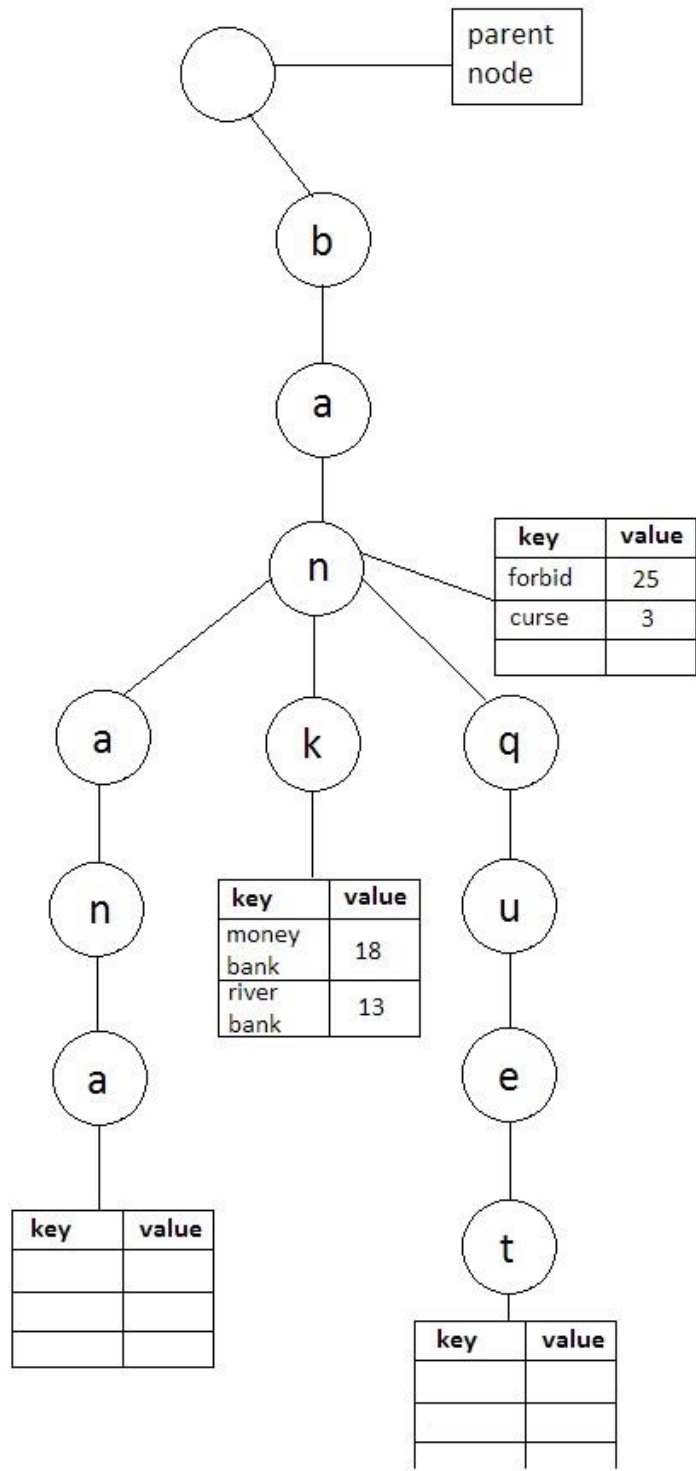 parent
node
b
a
n
key value
forbid 25
curse 3
a k q
key value
money
bank 18
river
bank 13
n u
a e
key value
t
key value